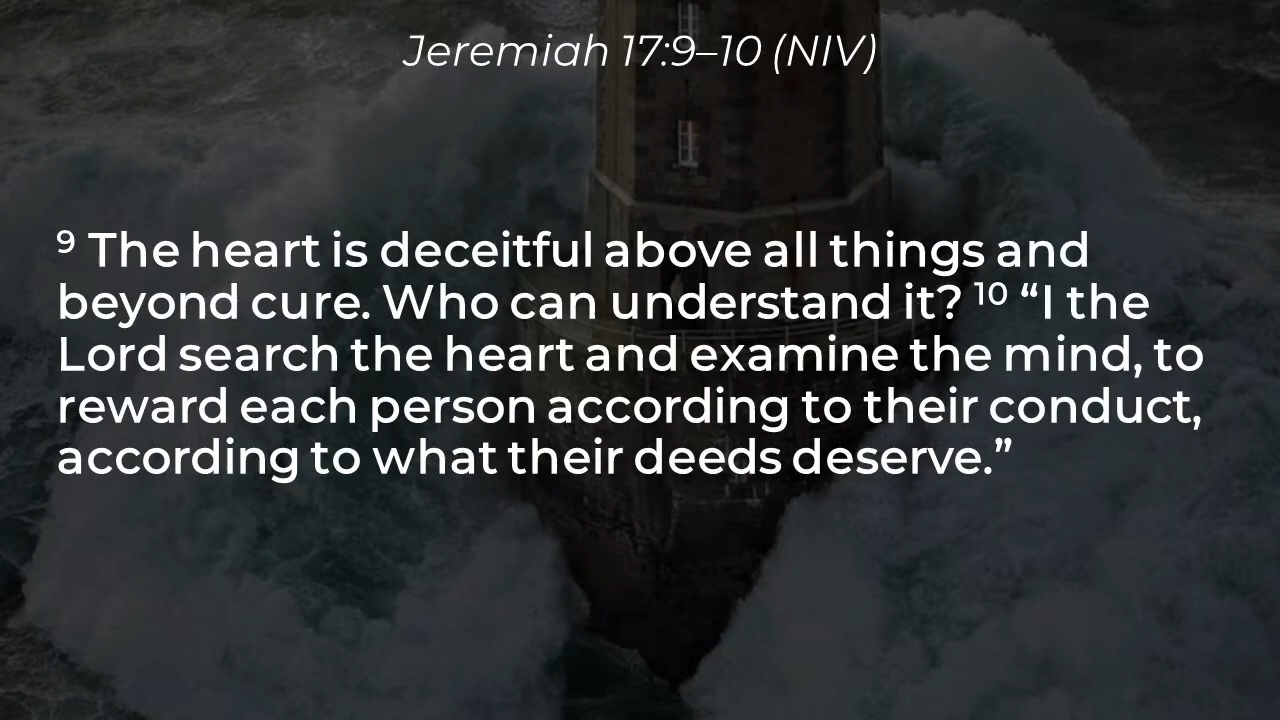 Jeremiah 17:9–10 (NIV)
⁹ The heart is deceitful above all things and
beyond cure. Who can understand it? ¹⁰ “I the
Lord search the heart and examine the mind, to
reward each person according to their conduct,
according to what their deeds deserve.”